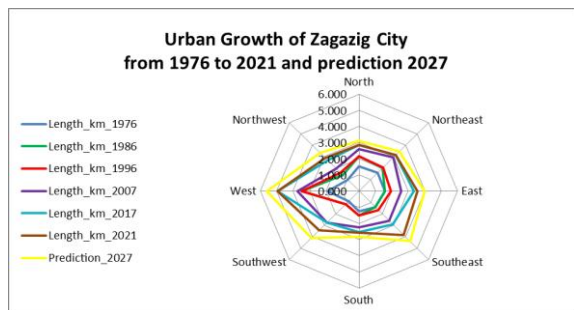 Urban Growth of Zagazig City
from 1976 to 2021 and prediction 2027
North
6.000
5.000
4.000
3.000
2.000
1.000
0.000
Northeast
East
Southeast
South
Southwest
West
Northwest
Length_km_1976
Length_km_1986
Length_km_1996
Length_km_2007
Length_km_2017
Length_km_2021
Prediction_2027